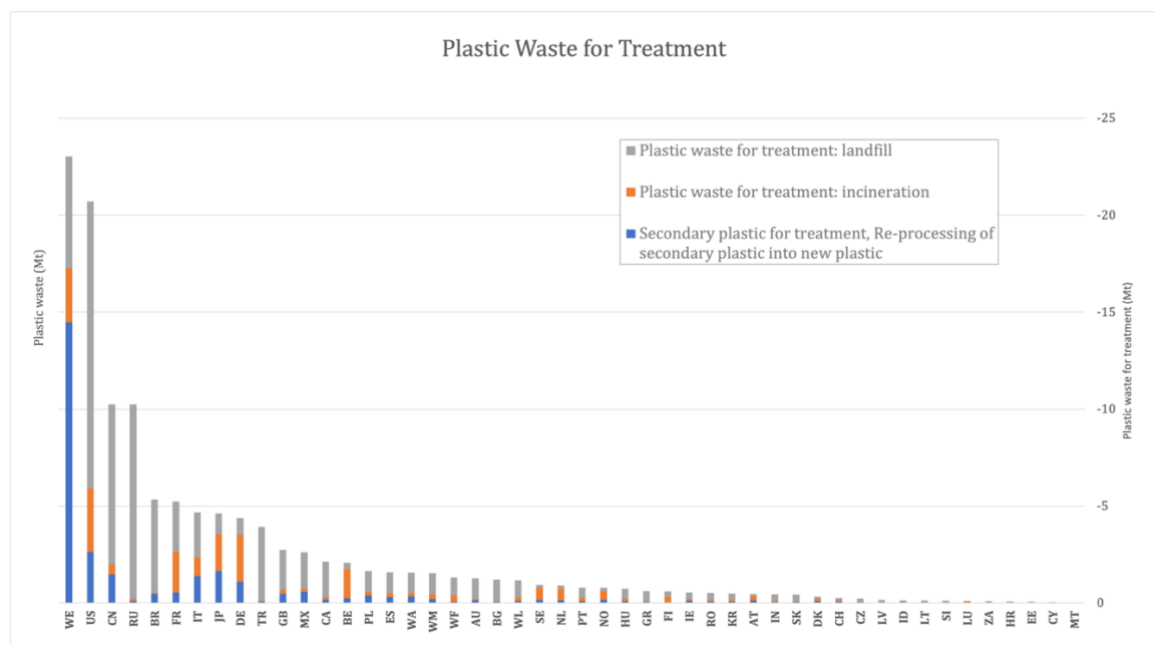 Plastic Waste for Treatment
-25
Plastic waste for treatment: landfill
Plastic waste for treatment: incineration
Secondary plastic for treatment, Re-processing of
secondary plastic into new plastic
-20
-15
-10
-5
0
Plastic waste (Mt)
Plastic waste for treatment (Mt)
WE US CN RU BR FR IT JP DE TR GB MX CA BE PL ES WA WM WF AU BG WL SE NL PT NO HU GR FI IE RO KR AT IN SK DK CH CZ LV ID LT SI LU ZA HR EE CY MT